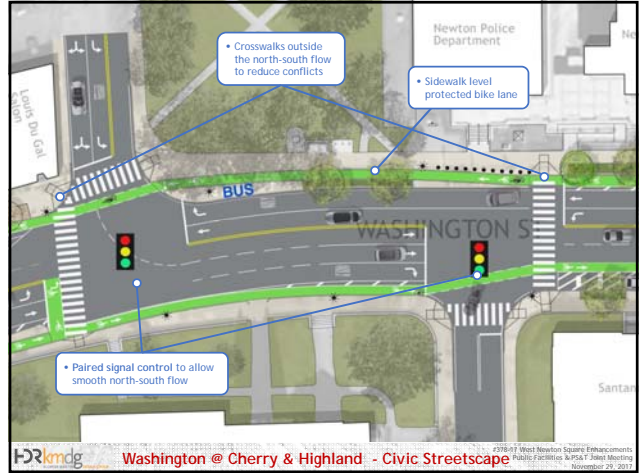 Newton Police
Department
Ne
• Crosswalks outside
the north-south flow
to reduce conflicts
• Sidewalk level
protected bike lane
Louis Du Gal
Salon
BUS
WASHINGTON S
• Paired signal control to allow
smooth north-south flow
Santan
HDR kmdg
Washington @ Cherry & Highland - Civic Streetscape
#378-17 West Newton Square Enhancements
Public Facilities & PS&T Joint Meeting
November 29, 2017